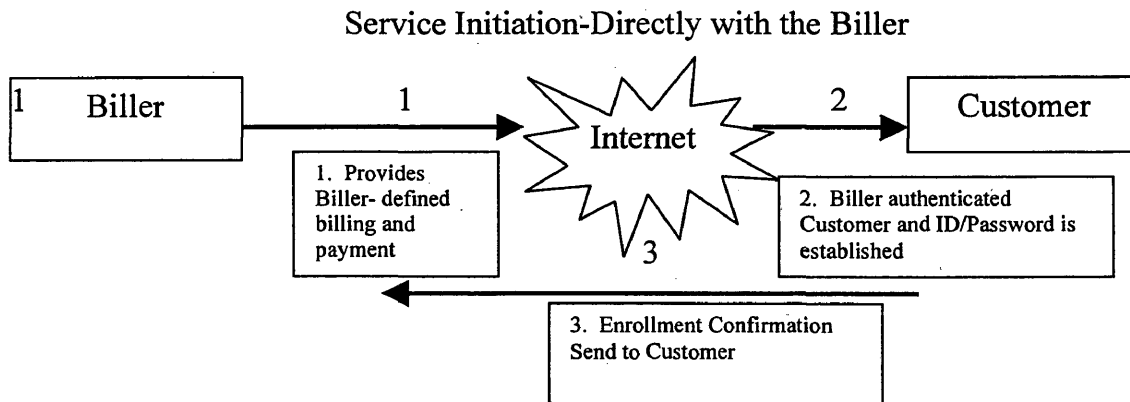 Service Initiation-Directly with the Biller
1 Biller
1
Internet
2
Customer
1. Provides
Biller- defined
billing and
payment
2. Biller authenticated
Customer and ID/Password is
established
3
3. Enrollment Confirmation
Send to Customer